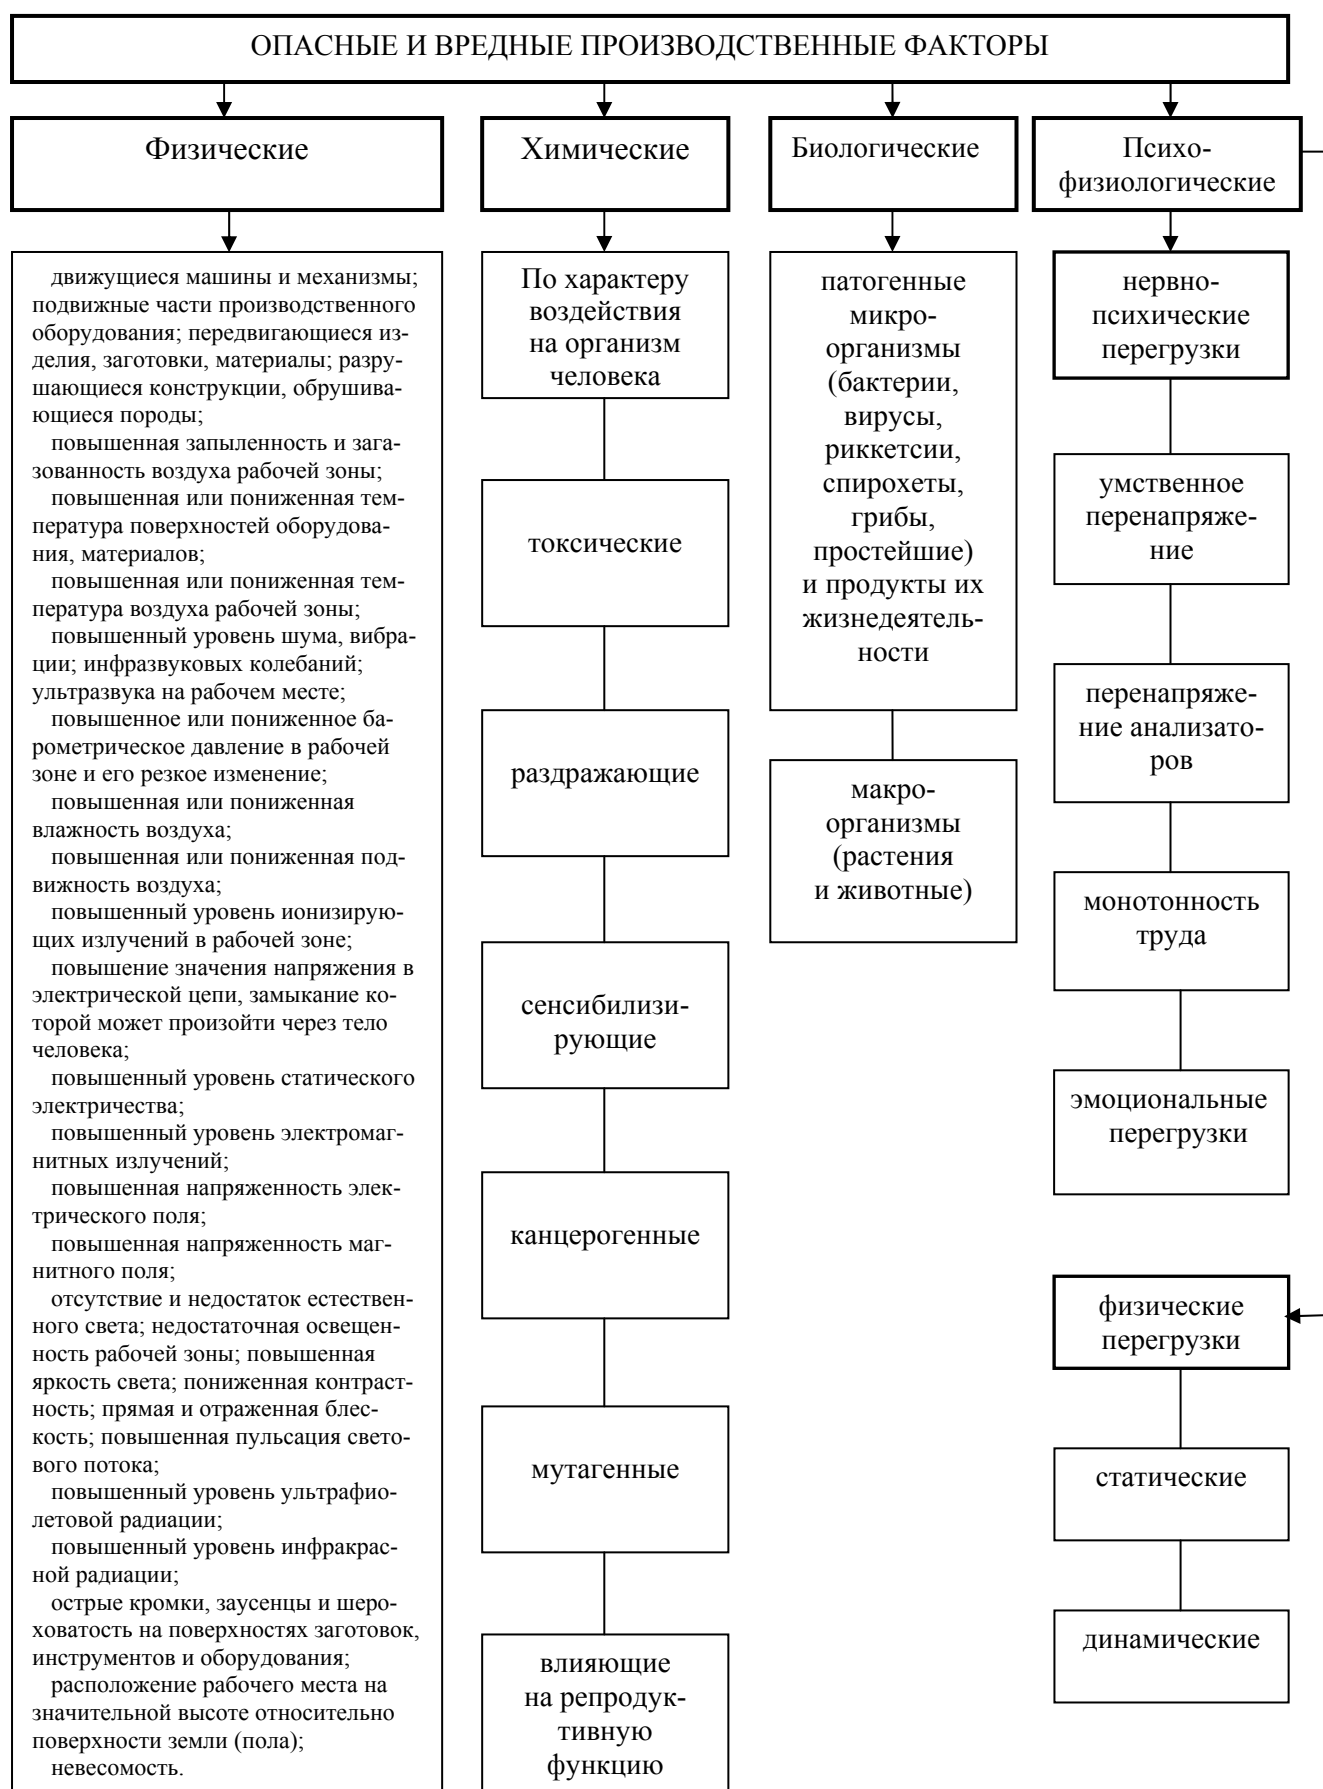 ОПАСНЫЕ И ВРЕДНЫЕ ПРОИЗВОДСТВЕННЫЕ ФАКТОРЫ
Физические
движущиеся машины и механизмы;
подвижные части производственного
оборудования; передвигающиеся из-
делия, заготовки, материалы; разру-
шающиеся конструкции, обрушива-
ющиеся породы;
повышенная запыленность и зага-
зованность воздуха рабочей зоны;
повышенная или пониженная тем-
пература поверхностей оборудова-
ния, материалов;
повышенная или пониженная тем-
пература воздуха рабочей зоны;
повышенный уровень шума, вибра-
ции; инфразвуковых колебаний;
ультразвука на рабочем месте;
повышенное или пониженное ба-
рометрическое давление в рабочей
зоне и его резкое изменение;
повышенная или пониженная
влажность воздуха;
повышенная или пониженная под-
вижность воздуха;
повышенный уровень ионизирую-
щих излучений в рабочей зоне;
повышение значения напряжения в
электрической цепи, замыкание ко-
торой может произойти через тело
человека;
повышенный уровень статического
электричества;
повышенный уровень электромаг-
нитных излучений;
повышенная напряженность элек-
трического поля;
повышенная напряженность маг-
нитного поля;
отсутствие и недостаток естествен-
ного света; недостаточная освещен-
ность рабочей зоны; повышенная
яркость света; пониженная контраст-
ность; прямая и отраженная блес-
кость; повышенная пульсация свето-
вого потока;
повышенный уровень ультрафио-
летовой радиации;
повышенный уровень инфракрас-
ной радиации;
острые кромки, заусенцы и шеро-
ховатость на поверхностях заготовок,
инструментов и оборудования;
расположение рабочего места на
значительной высоте относительно
поверхности земли (пола);
невесомость.
Химические
По характеру
воздействия
на организм
человека
токсические
раздражающие
сенсибилизи-
рующие
канцерогенные
мутагенные
влияющие
на репродук-
тивную
функцию
Биологические
патогенные
микро-
организмы
(бактерии,
вирусы,
риккетсии,
спирохеты,
грибы,
простейшие)
и продукты их
жизнедеятель-
ности
макро-
организмы
(растения
и животные)
Психо-
физиологические
нервно-
психические
перегрузки
умственное
перенапряже-
ние
перенапряже-
ние анализато-
ров
монотонность
труда
эмоциональные
перегрузки
физические
перегрузки
статические
динамические